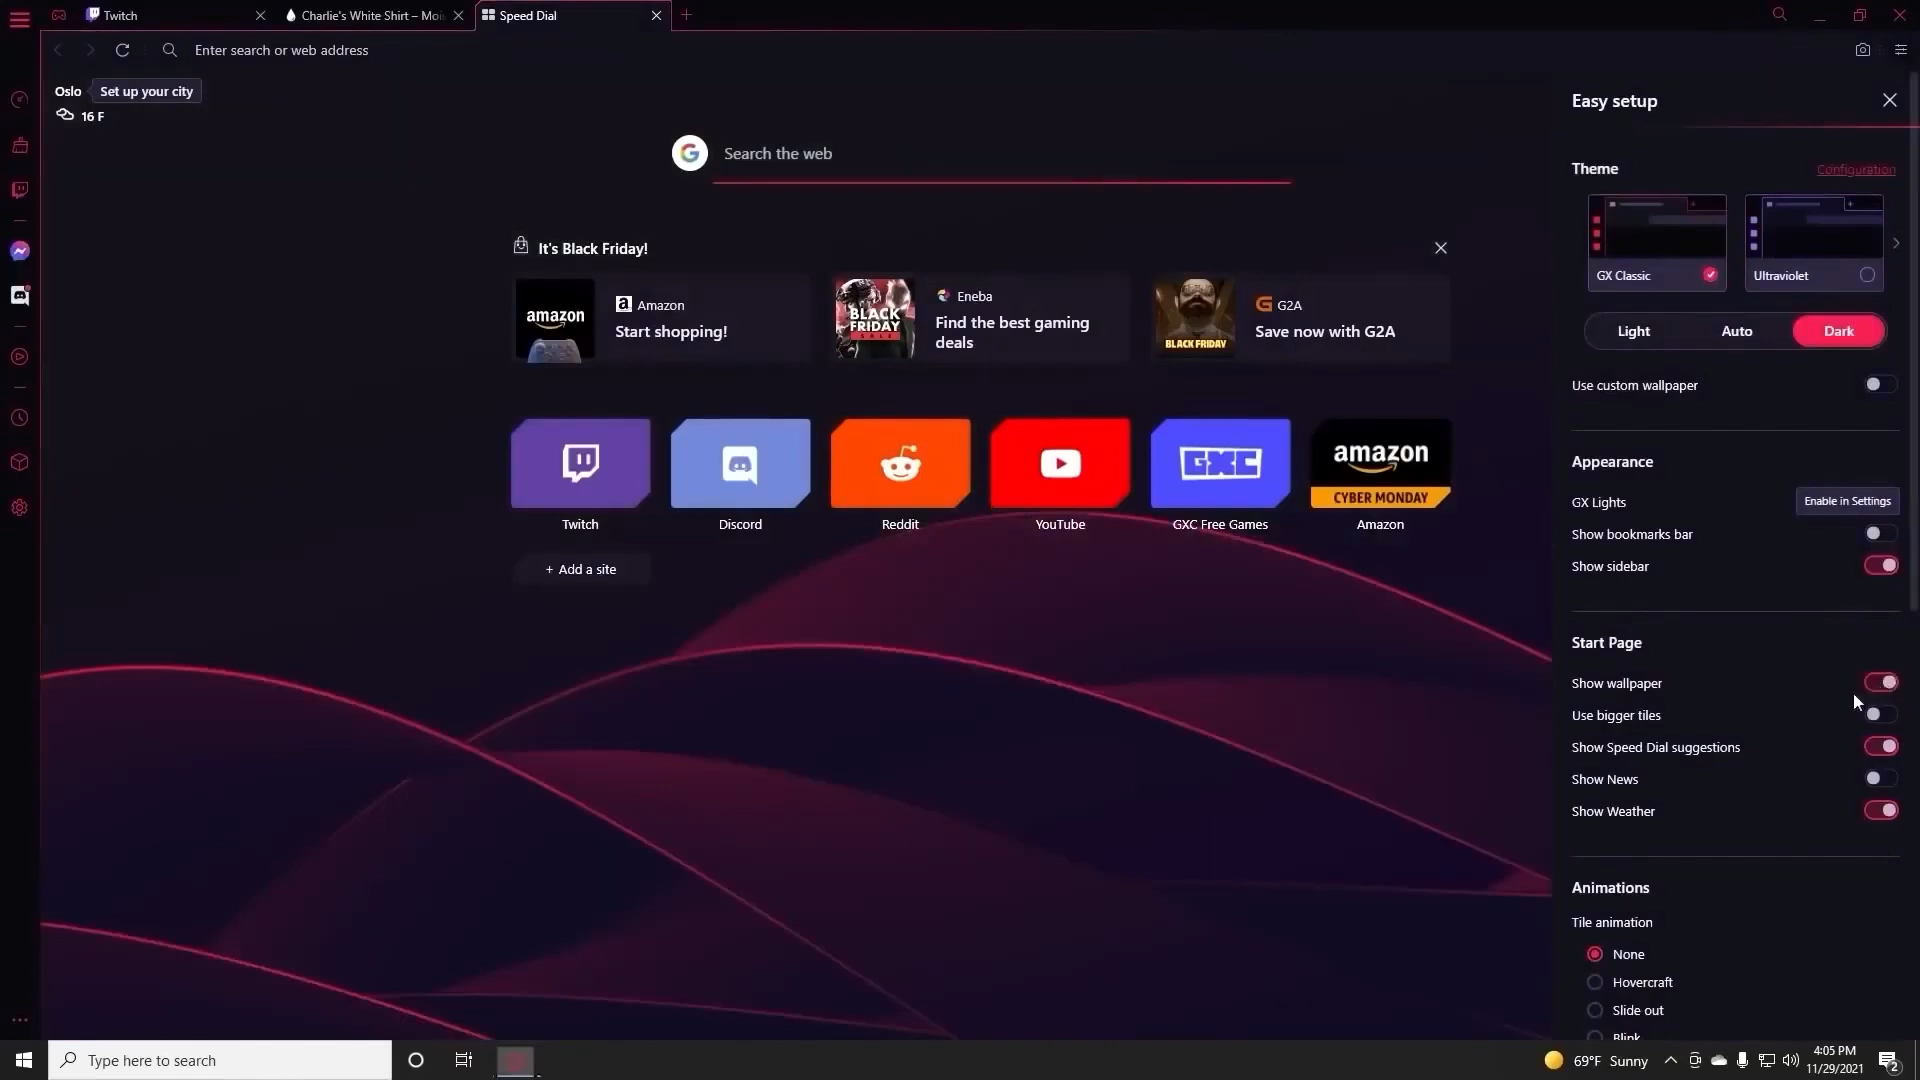 Twitch
Charlie's White Shirt – Moi
Speed Dial
Enter search or web address
Oslo
Set up your city
16 F
Search the web
It's Black Friday!
amazon
Amazon
Start shopping!
BLACK FRIDAY SALE
Eneba
Find the best gaming
deals
BLACK FRIDAY
G2A
Save now with G2A
GXC
amazon
CYBER MONDAY
Twitch
Discord
Reddit
YouTube
GXC Free Games
Amazon
+ Add a site
Easy setup
Theme
Configuration
GX Classic
Ultraviolet
Light
Auto
Dark
Use custom wallpaper
Appearance
GX Lights
Enable in Settings
Show bookmarks bar
Show sidebar
Start Page
Show wallpaper
Use bigger tiles
Show Speed Dial suggestions
Show News
Show Weather
Animations
Tile animation
None
Hovercraft
Slide out
Blink
Type here to search
69°F Sunny
4:05 PM
11/29/2021
2